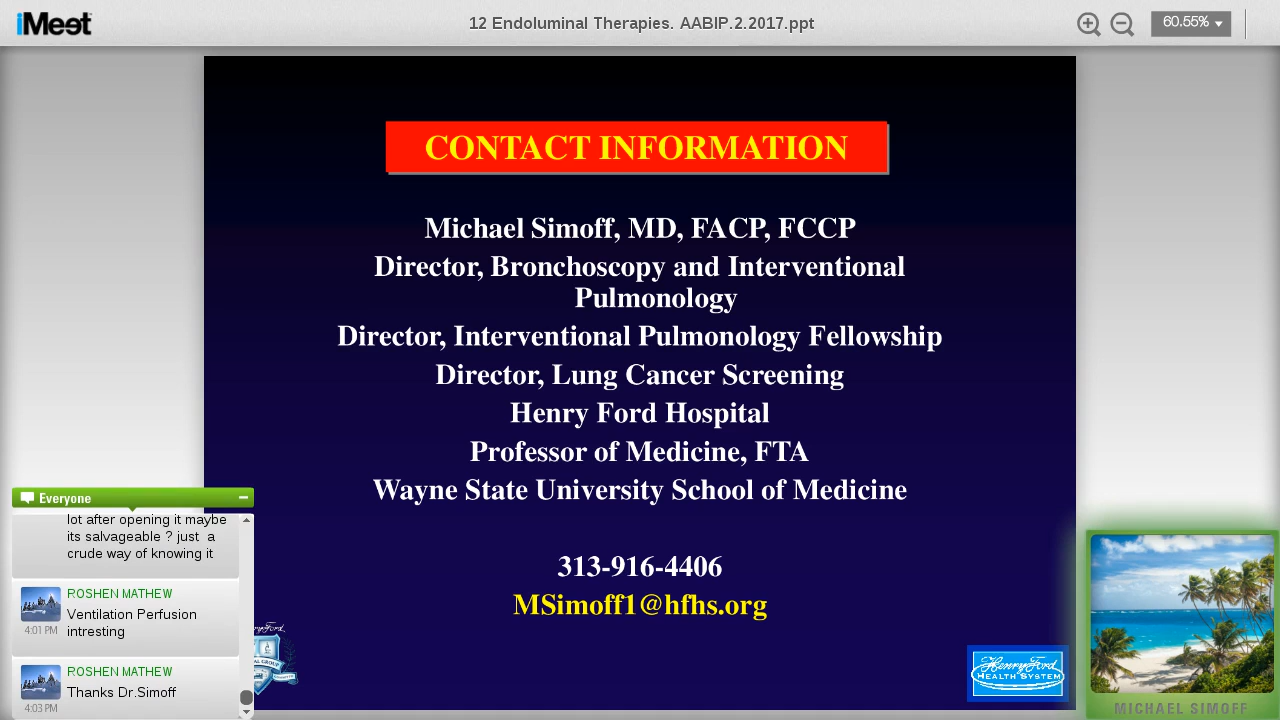 iMeet
12 Endoluminal Therapies. AABIP.2.2017.ppt
60.55%
CONTACT INFORMATION
Michael Simoff, MD, FACP, FCCP
Director, Bronchoscopy and Interventional
Pulmonology
Director, Interventional Pulmonology Fellowship
Director, Lung Cancer Screening
Henry Ford Hospital
Professor of Medicine, FTA
Wayne State University School of Medicine
313-916-4406
MSimoff1@hfhs.org
Everyone
lot after opening it maybe
its salvageable ? just a
crude way of knowing it
ROSHEN MATHEW
Ventilation Perfusion
intresting
4:01 PM
ROSHEN MATHEW
Thanks Dr.Simoff
4:03 PM
Henry Ford
HEALTH SYSTEM
MICHAEL SIMOFF